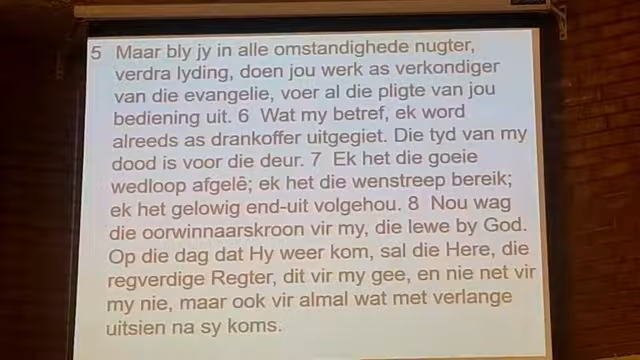 5 Maar bly jy in alle omstandighede nugter,
verdra lyding, doen jou werk as verkondiger
van die evangelie, voer al die pligte van jou
bediening uit. 6 Wat my betref, ek word
alreeds as drankoffer uitgegiet. Die tyd van my
dood is voor die deur. 7 Ek het die goeie
wedloop afgelê; ek het die wenstreep bereik;
ek het gelowig end-uit volgehou. 8 Nou wag
die oorwinnaarskroon vir my, die lewe by God.
Op die dag dat Hy weer kom, sal die Here, die
regverdige Regter, dit vir my gee, en nie net vir
my nie, maar ook vir almal wat met verlange
uitsien na sy koms.